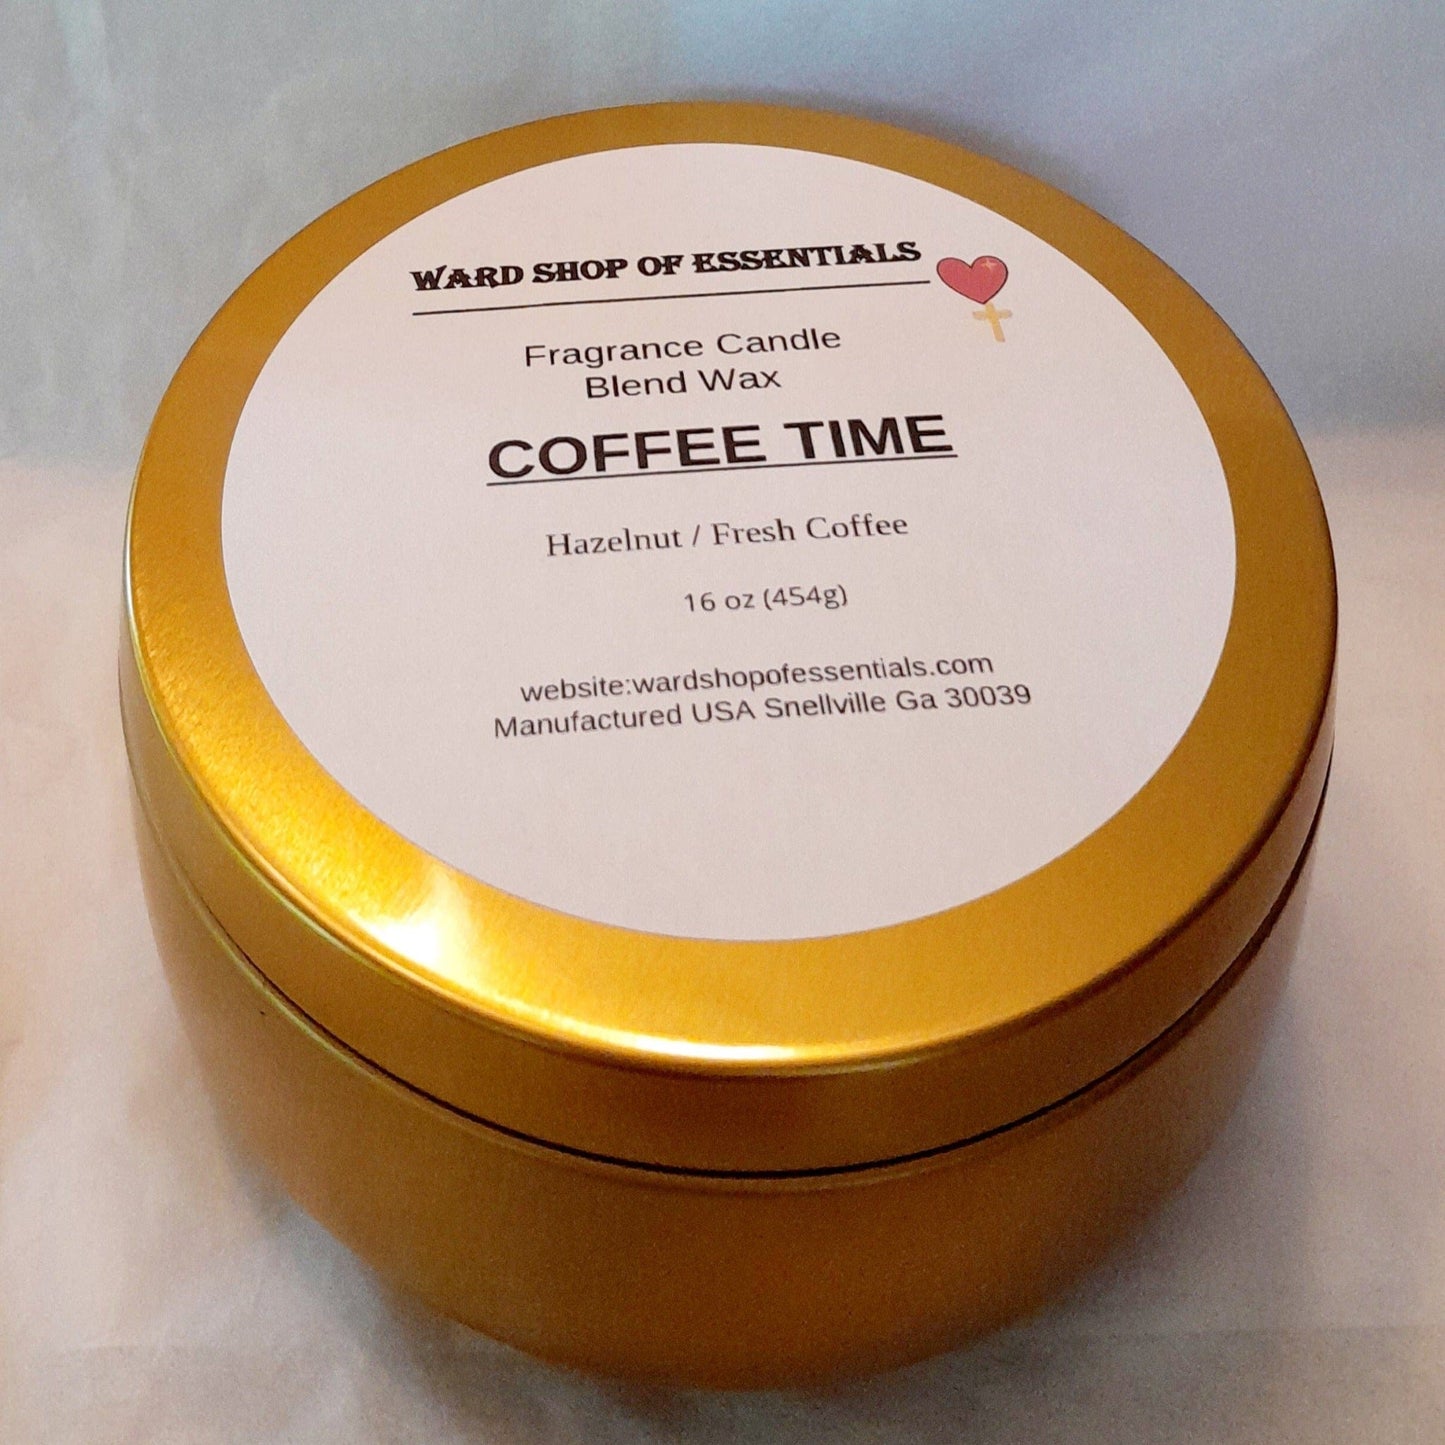 WARD SHOP OF ESSENTIALS
Fragrance Candle
Blend Wax
COFFEE TIME
Hazelnut / Fresh Coffee
16 oz (454g)
website:wardshopofessentials.com
Manufactured USA Snellville Ga 30039